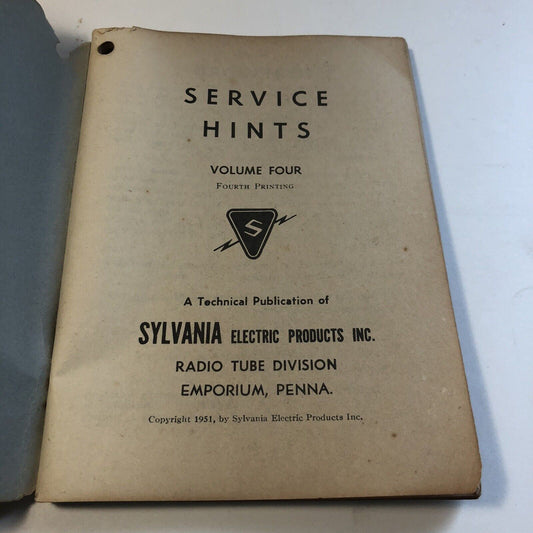 SERVICE
HINTS
VOLUME FOUR
Fourth Printing
S
A Technical Publication of
SYLVANIA ELECTRIC PRODUCTS INC.
RADIO TUBE DIVISION
EMPORIUM, PENNA.
Copyright 1951, by Sylvania Electric Products Inc.